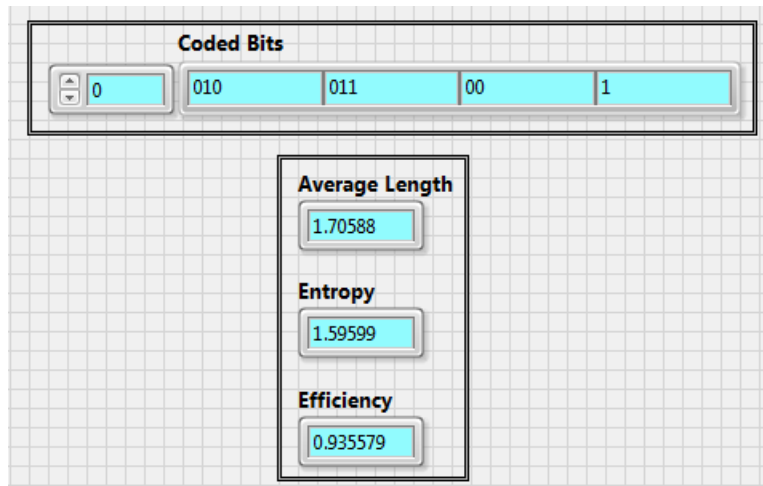 Coded Bits
0 010 011 00 1
Average Length
1.70588
Entropy
1.59599
Efficiency
0.935579